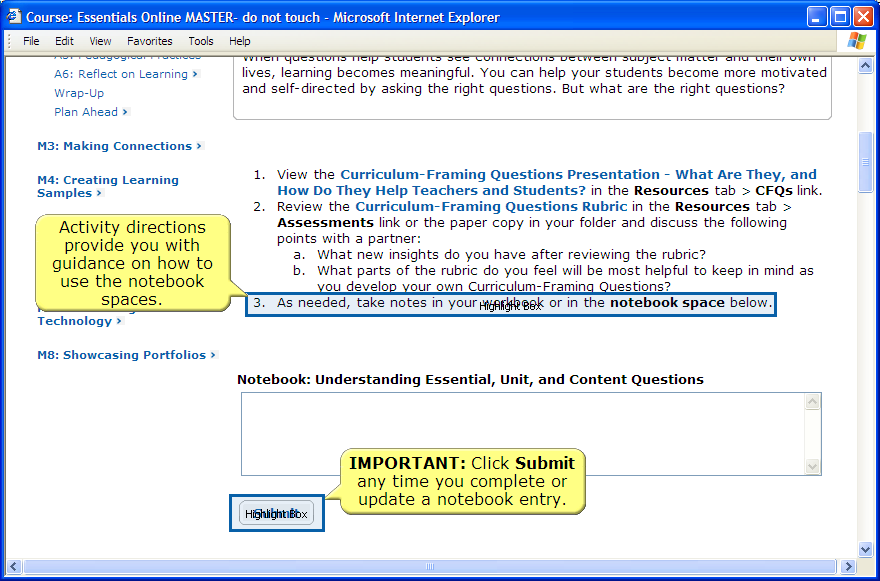 Course: Essentials Online MASTER- do not touch - Microsoft Internet Explorer
File Edit View Favorites Tools Help
A6: Reflect on Learning
Wrap-Up
Plan Ahead
M3: Making Connections
M4: Creating Learning
Samples
Technology
M8: Showcasing Portfolios
When questions help students see connections between subject matter and their own
lives, learning becomes meaningful. You can help your students become more motivated
and self-directed by asking the right questions. But what are the right questions?
1. View the Curriculum-Framing Questions Presentation - What Are They, and
How Do They Help Teachers and Students? in the Resources tab > CFQs link.
2. Review the Curriculum-Framing Questions Rubric in the Resources tab >
Assessments link or the paper copy in your folder and discuss the following
points with a partner:
a. What new insights do you have after reviewing the rubric?
b. What parts of the rubric do you feel will be most helpful to keep in mind as
you develop your own Curriculum-Framing Questions?
3. As needed, take notes in your workbook or in the notebook space below.
Highlight Box
Activity directions
provide you with
guidance on how to
use the notebook
spaces.
Notebook: Understanding Essential, Unit, and Content Questions
IMPORTANT: Click Submit
any time you complete or
update a notebook entry.
Submit
Highlight Box